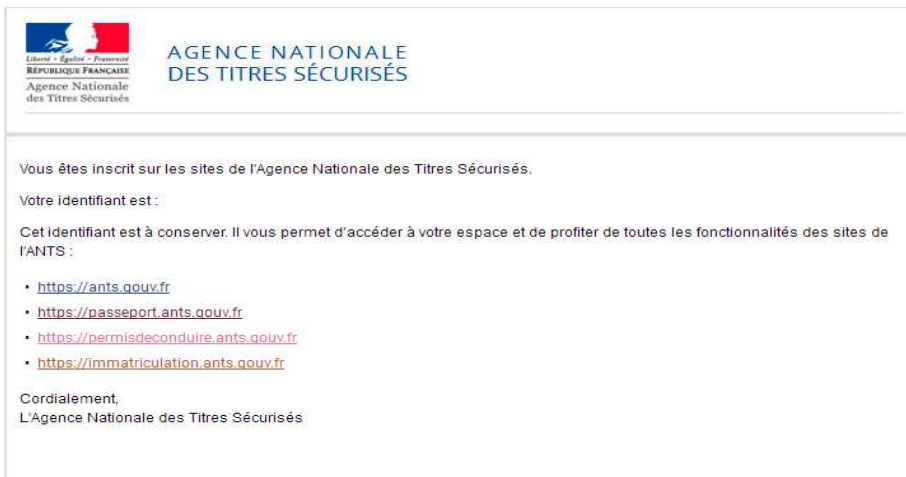 Liberté • Égalité • Fraternité
RÉPUBLIQUE FRANÇAISE
Agence Nationale
des Titres Sécurisés
AGENCE NATIONALE
DES TITRES SÉCURISÉS
Vous êtes inscrit sur les sites de l'Agence Nationale des Titres Sécurisés.
Votre identifiant est :
Cet identifiant est à conserver. Il vous permet d'accéder à votre espace et de profiter de toutes les fonctionnalités des sites de
l'ANTS :
• https://ants.gouv.fr
• https://passeport.ants.gouv.fr
• https://permisdeconduire.ants.gouv.fr
• https://immatriculation.ants.gouv.fr
Cordialement,
L'Agence Nationale des Titres Sécurisés